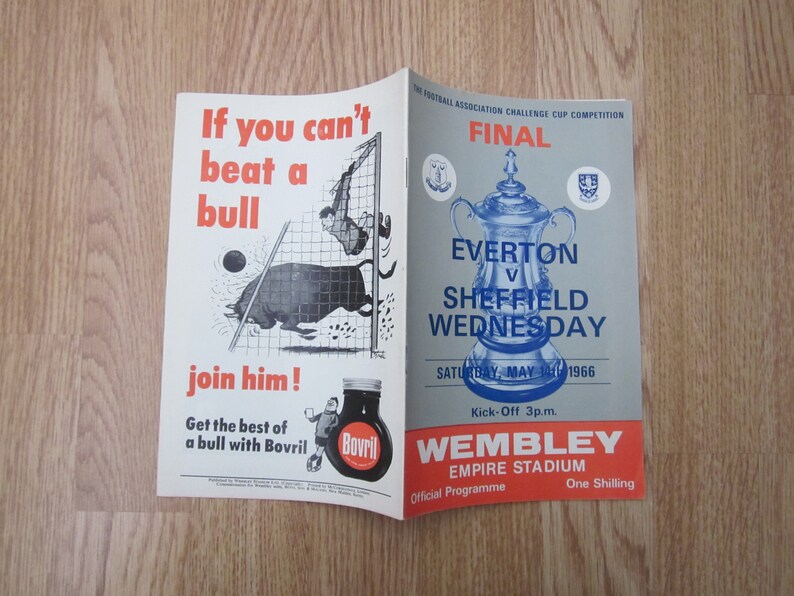 If you can't
beat a
bull
join him!
Get the best of
a bull with Bovril
Bovril
THE FOOTBALL ASSOCIATION CHALLENGE CUP COMPETITION
FINAL
EVERTON
V
SHEFFIELD
WEDNESDAY
SATURDAY, MAY 14th 1966
Kick-Off 3p.m.
WEMBLEY
EMPIRE STADIUM
Official Programme
One Shilling